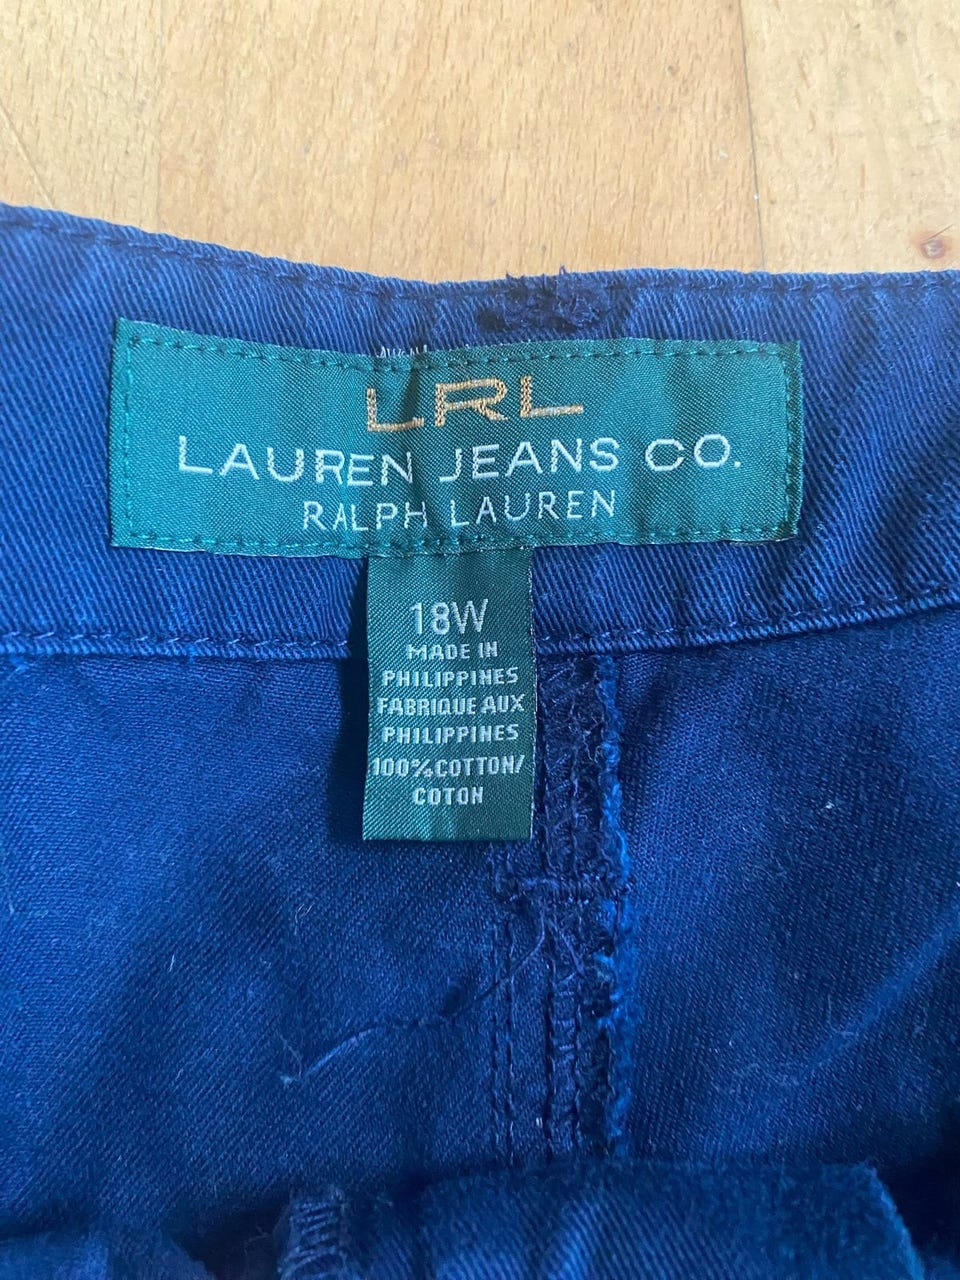 LRL
LAUREN JEANS CO.
RALPH LAUREN
18W
MADE IN
PHILIPPINES
FABRIQUE AUX
PHILIPPINES
100%COTTON/
COTON